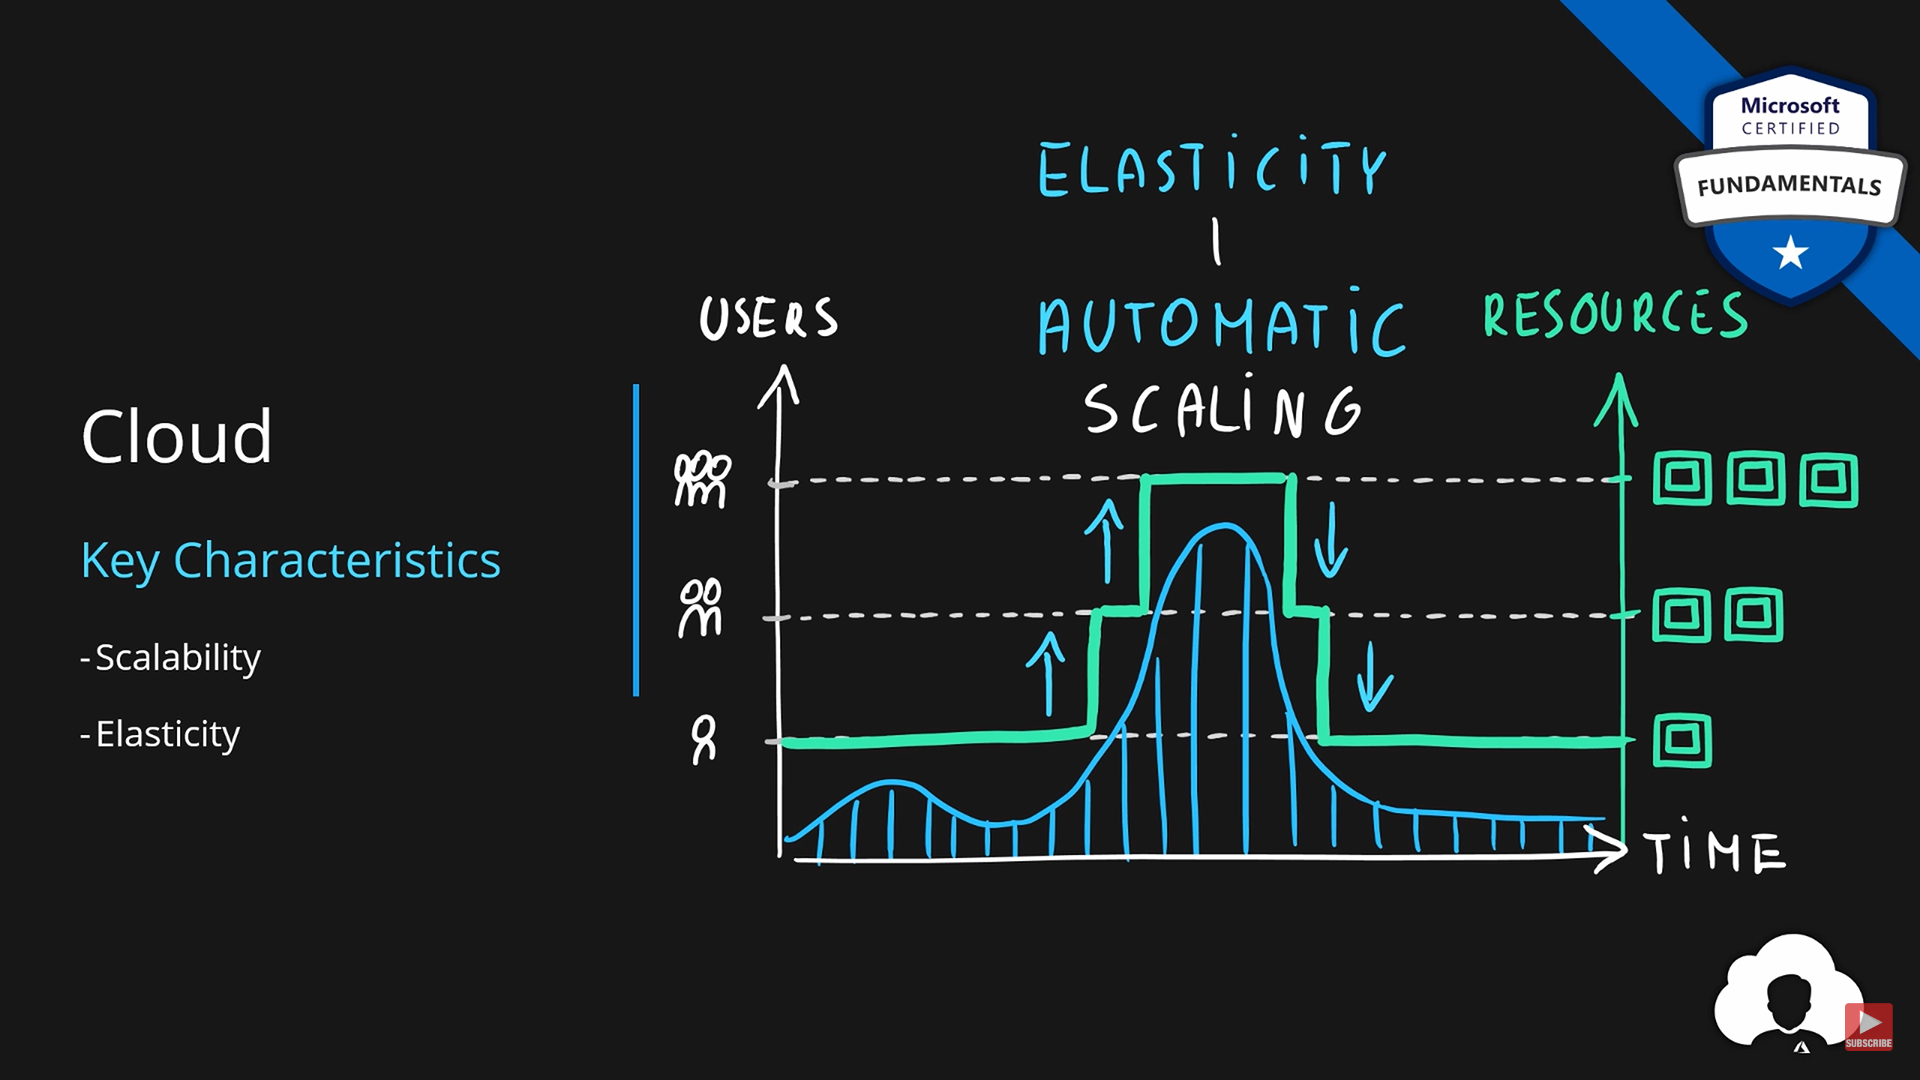 Microsoft
CERTIFIED
FUNDAMENTALS
ELASTiCiTY
USERS
AUTOMATiC
SCALiNG
RESOURCES
Cloud
Key Characteristics
-Scalability
-Elasticity
TiME
SUBSCRIBE